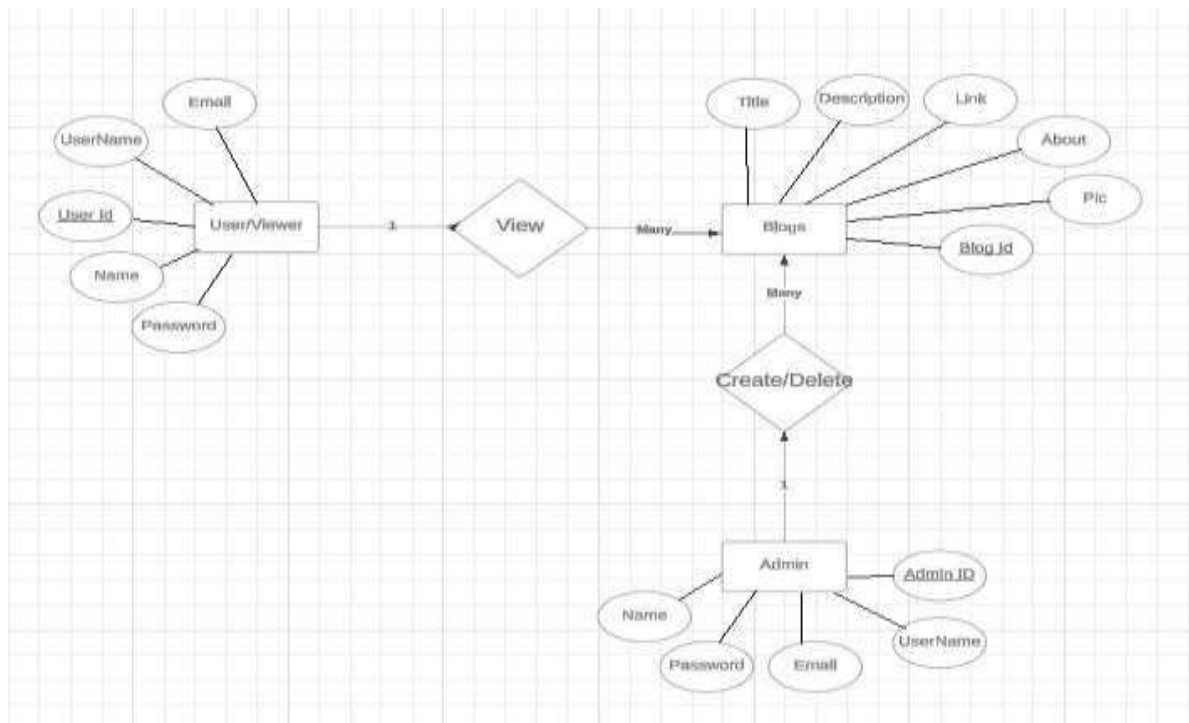 Email
UserName
User Id
User/Viewer
Name
Password
1
View
Many
Title
Description
Link
About
Pic
Blogs
Blog Id
Many
Create/Delete
1
Admin
Admin ID
Name
UserName
Password
Email